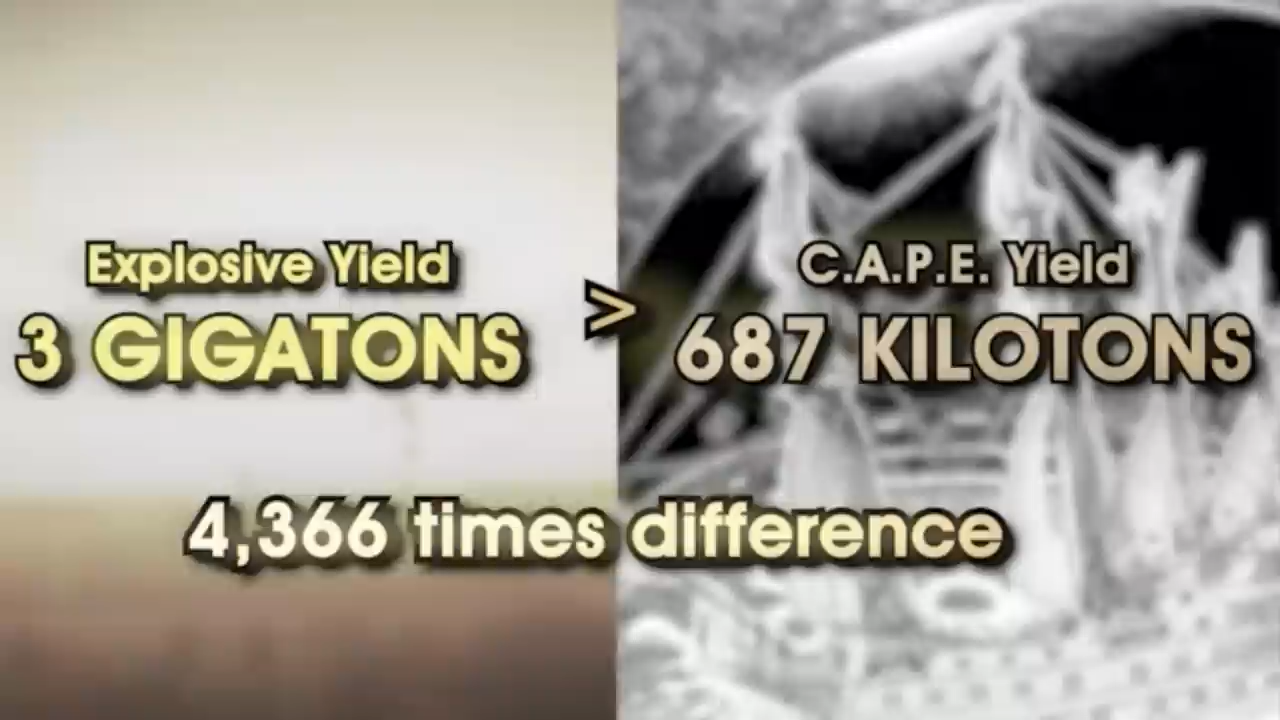 Explosive Yield
3 GIGATONS
>
C.A.P.E. Yield
687 KILOTONS
4,366 times difference